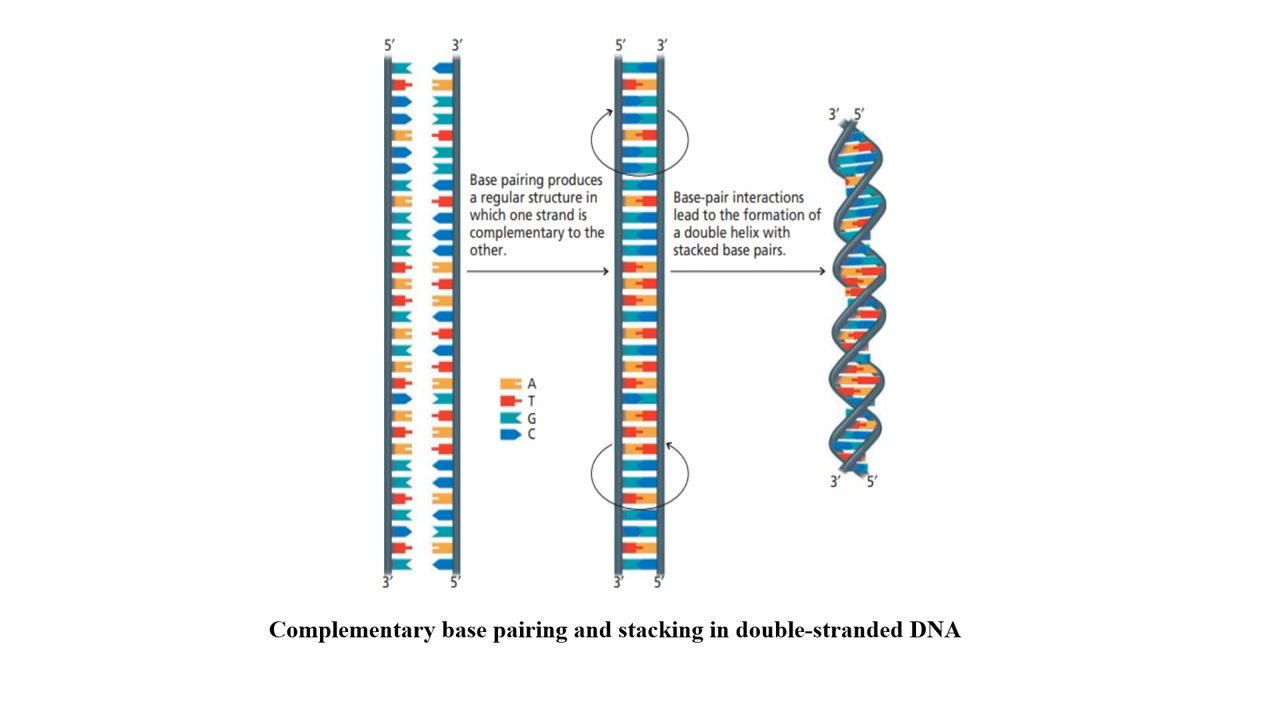 5′ 3′
5′ 3′
3′ 5′
Base pairing produces
a regular structure in
which one strand is
complementary to the
other.
Base-pair interactions
lead to the formation of
a double helix with
stacked base pairs.
A
T
G
C
3′ 5′
3′ 5′
3′ 5′
Complementary base pairing and stacking in double-stranded DNA